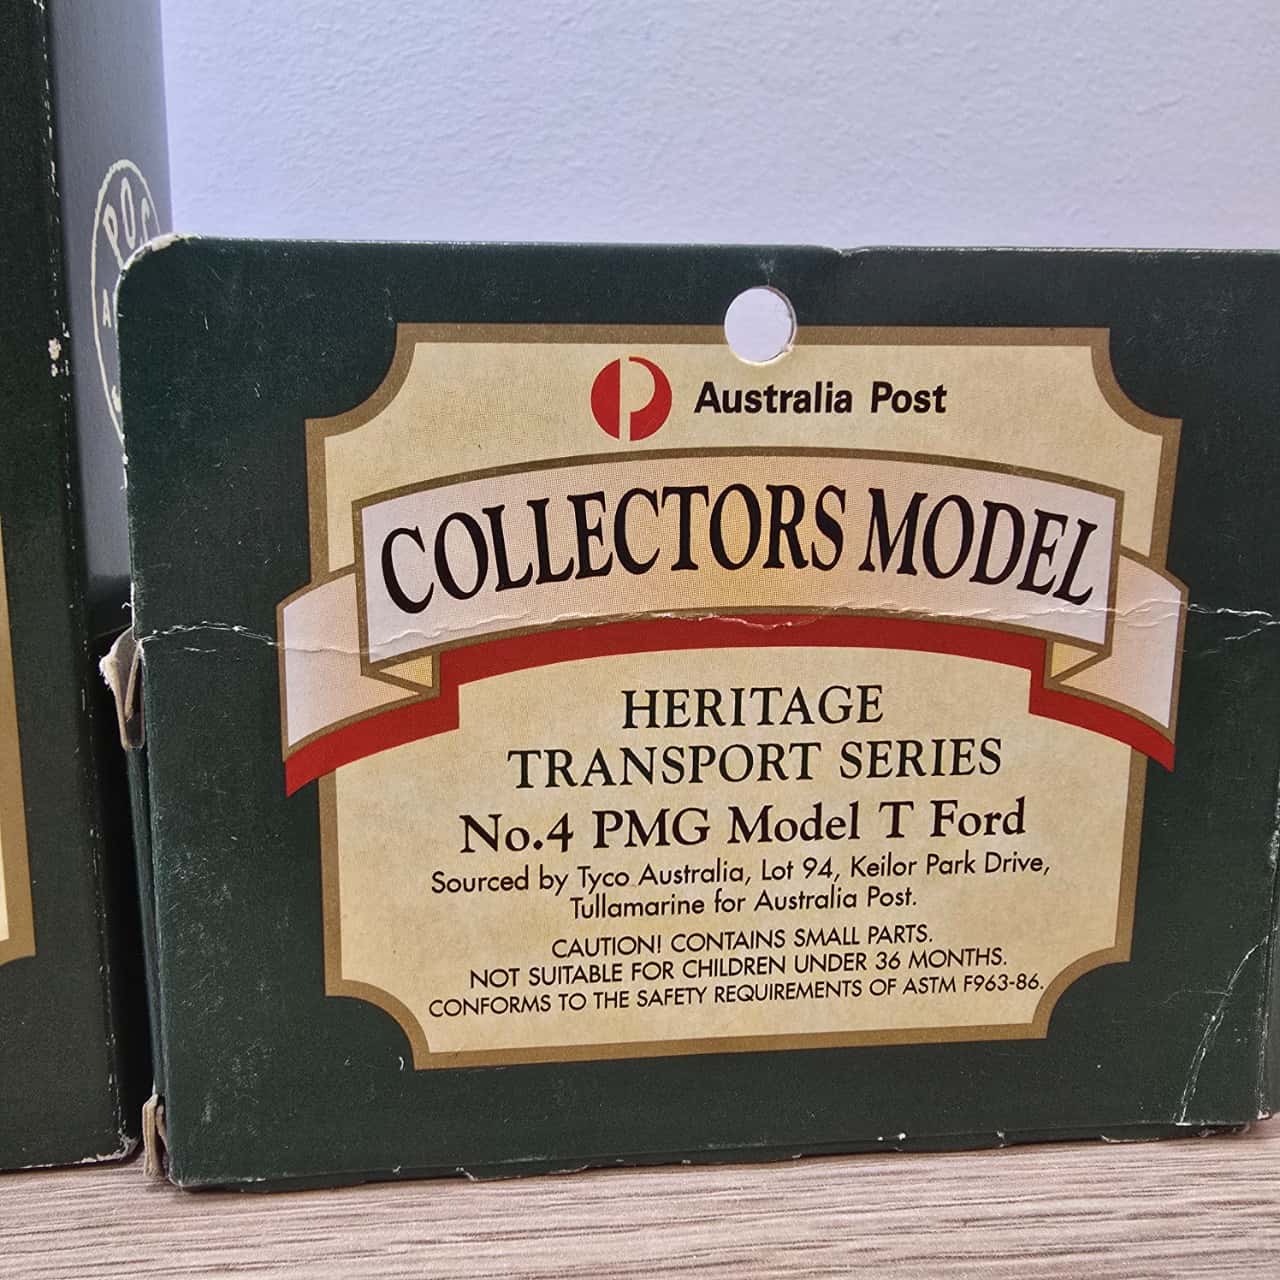 Australia Post
COLLECTORS MODEL
HERITAGE
TRANSPORT SERIES
No.4 PMG Model T Ford
Sourced by Tyco Australia, Lot 94, Keilor Park Drive,
Tullamarine for Australia Post.
CAUTION! CONTAINS SMALL PARTS.
NOT SUITABLE FOR CHILDREN UNDER 36 MONTHS.
CONFORMS TO THE SAFETY REQUIREMENTS OF ASTM F963-86.